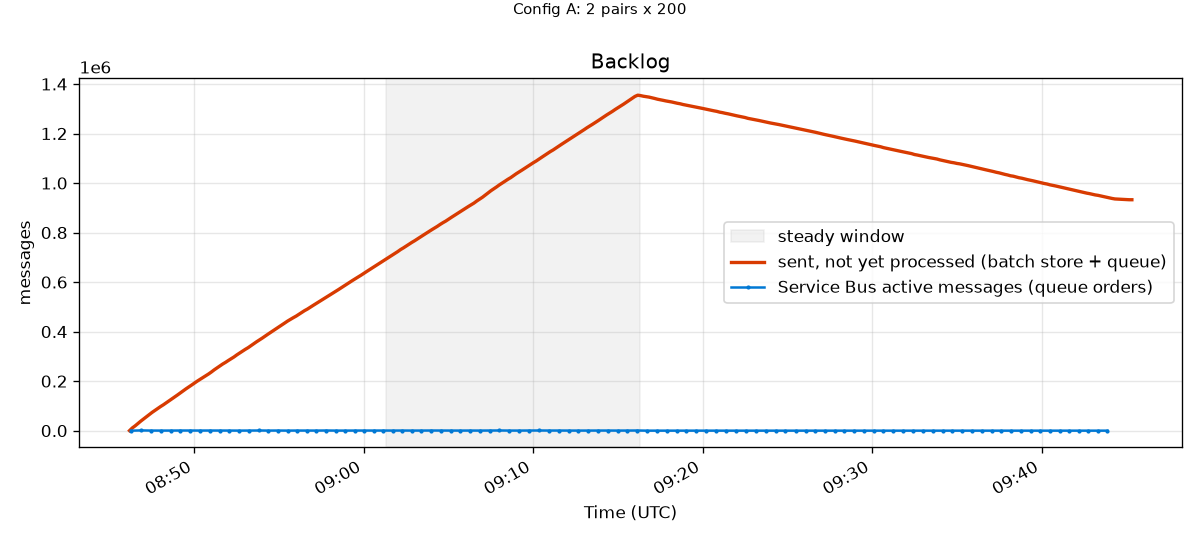 Config A: 2 pairs x 200
Backlog
1e6
1.4
1.2
1.0
0.8
0.6
0.4
0.2
0.0
messages
steady window
sent, not yet processed (batch store + queue)
Service Bus active messages (queue orders)
08:50
09:00
09:10
09:20
09:30
09:40
Time (UTC)